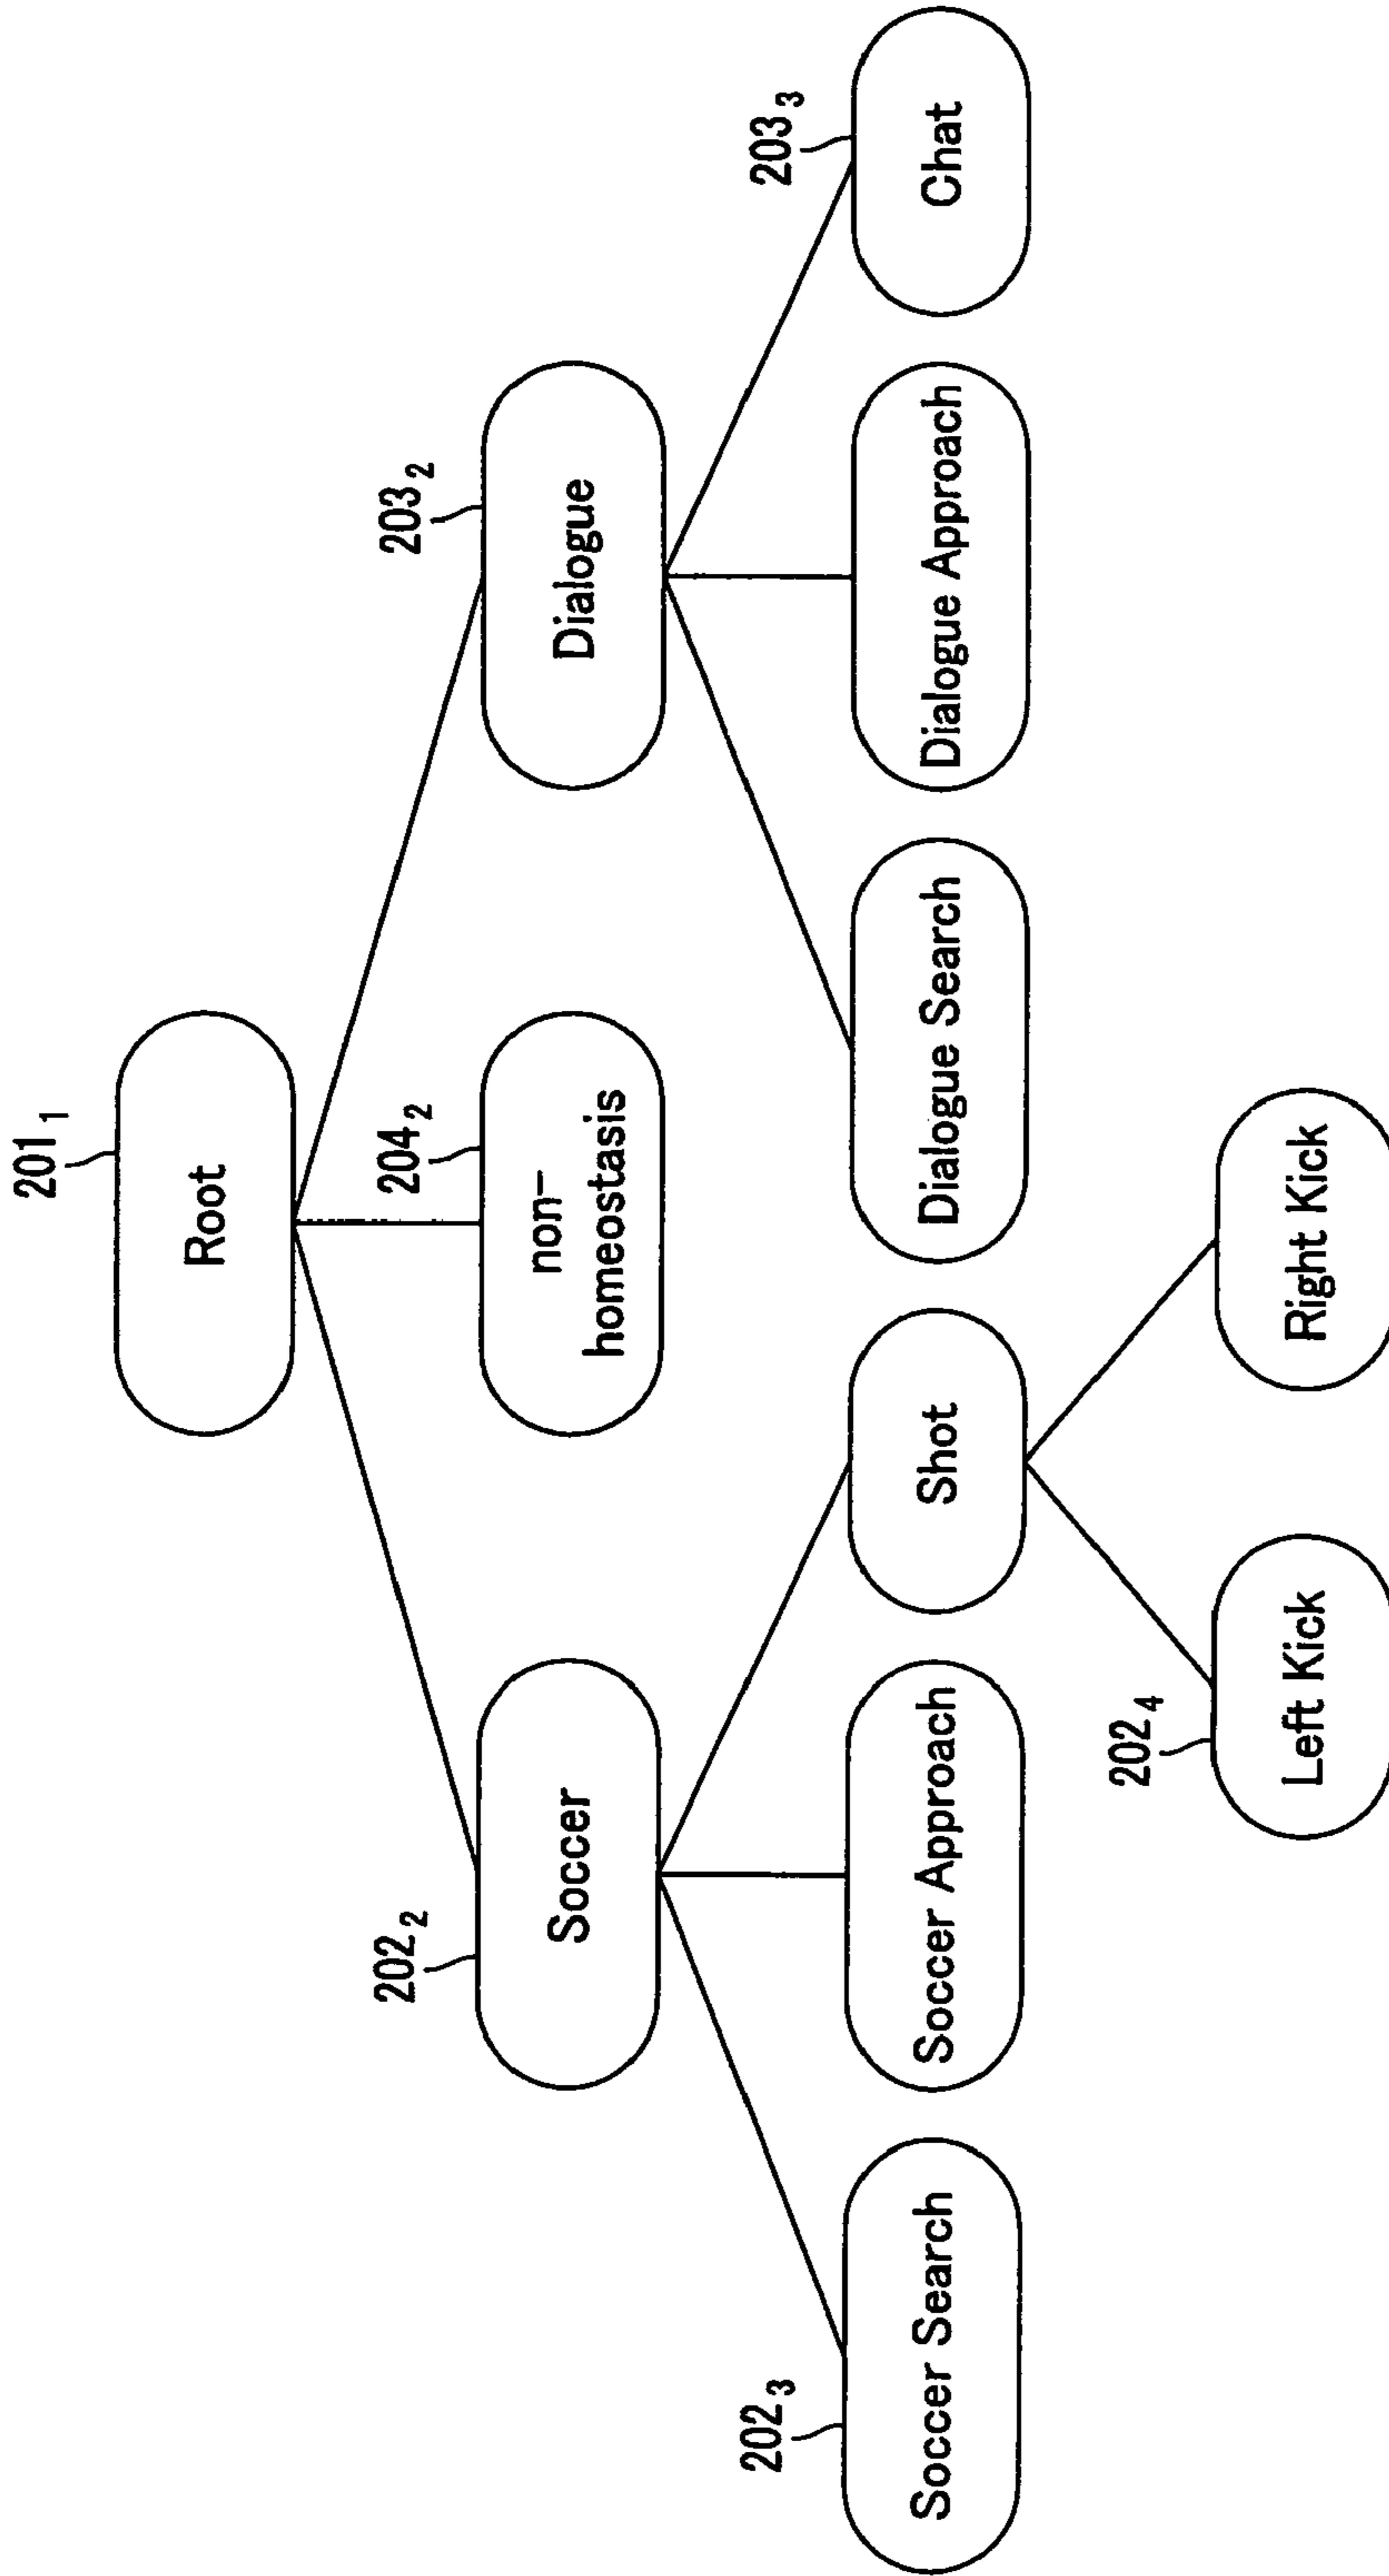 201₁
Root
202₂
Soccer
204₂
non-
homeostasis
203₂
Dialogue
202₃
Soccer Search
Soccer Approach
Shot
Dialogue Search
Dialogue Approach
203₃
Chat
202₄
Left Kick
Right Kick